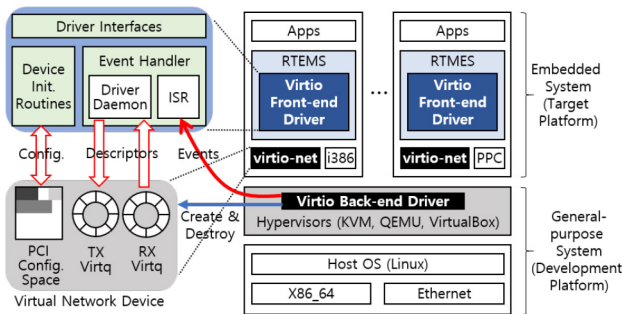 Driver Interfaces
Device
Init.
Routines
Event Handler
Driver
Daemon
ISR
Config.
Descriptors
Events
PCI
Config.
Space
TX
Virtq
RX
Virtq
Virtual Network Device
Create &
Destroy
Apps
RTEMS
Virtio
Front-end
Driver
virtio-net
i386
...
Apps
RTMES
Virtio
Front-end
Driver
virtio-net
PPC
Virtio Back-end Driver
Hypervisors (KVM, QEMU, VirtualBox)
Host OS (Linux)
X86_64
Ethernet
Embedded
System
(Target
Platform)
General-
purpose
System
(Development
Platform)